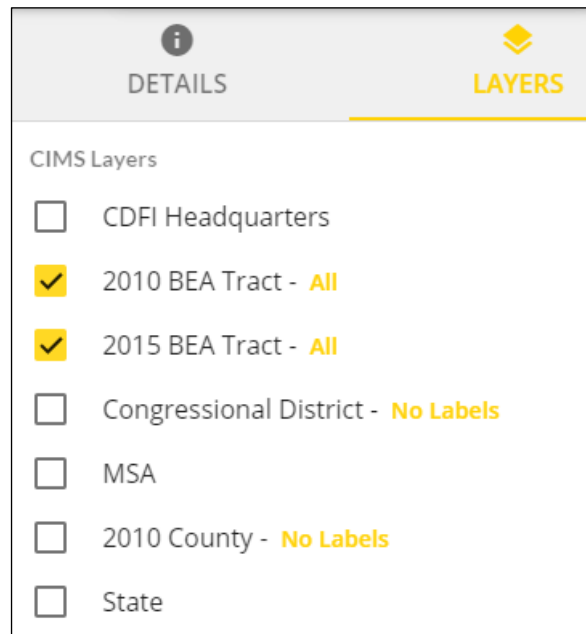 DETAILS
LAYERS
CIMS Layers
CDFI Headquarters
2010 BEA Tract - All
2015 BEA Tract - All
Congressional District - No Labels
MSA
2010 County - No Labels
State